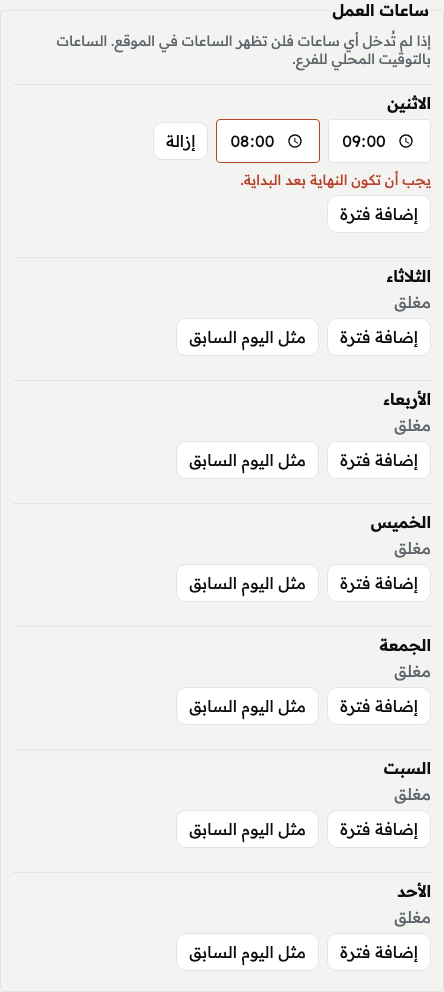 ساعات العمل
إذا لم تُدخل أي ساعات فلن تظهر الساعات في الموقع. الساعات
بالتوقيت المحلي للفرع.
الاثنين
09:00 08:00 إزالة
يجب أن تكون النهاية بعد البداية.
إضافة فترة
الثلاثاء
مغلق
إضافة فترة مثل اليوم السابق
الأربعاء
مغلق
إضافة فترة مثل اليوم السابق
الخميس
مغلق
إضافة فترة مثل اليوم السابق
الجمعة
مغلق
إضافة فترة مثل اليوم السابق
السبت
مغلق
إضافة فترة مثل اليوم السابق
الأحد
مغلق
إضافة فترة مثل اليوم السابق